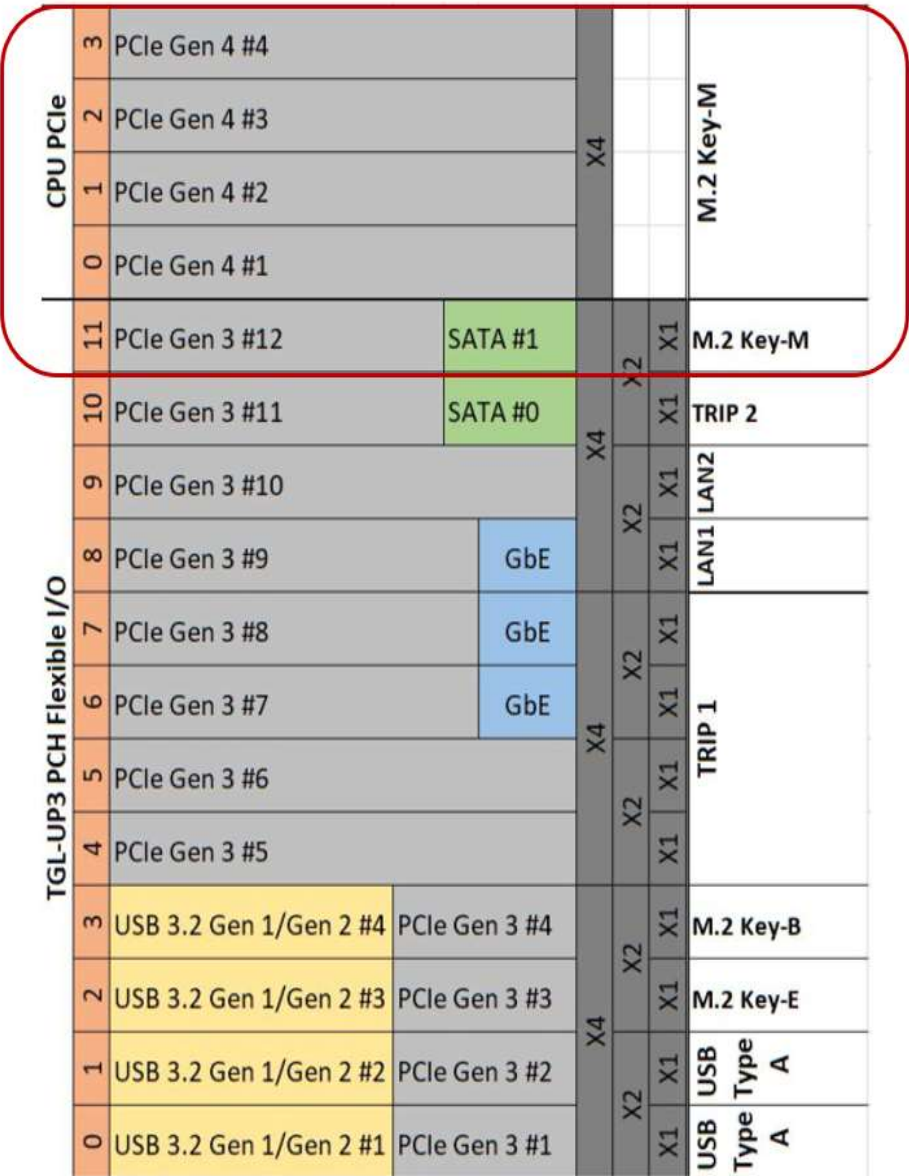 CPU PCIe
3 PCIe Gen 4 #4
2 PCIe Gen 4 #3
1 PCIe Gen 4 #2
0 PCIe Gen 4 #1
X4
M.2 Key-M
TGL-UP3 PCH Flexible I/O
11 PCIe Gen 3 #12 SATA #1 X1 M.2 Key-M
X2
10 PCIe Gen 3 #11 SATA #0 X1 TRIP 2
X4
9 PCIe Gen 3 #10 X1 LAN2
X2
8 PCIe Gen 3 #9 GbE X1 LAN1
7 PCIe Gen 3 #8 GbE X1
X2
6 PCIe Gen 3 #7 GbE X1
X4
TRIP 1
5 PCIe Gen 3 #6 X1
X2
4 PCIe Gen 3 #5 X1
3 USB 3.2 Gen 1/Gen 2 #4 PCIe Gen 3 #4 X1 M.2 Key-B
X2
2 USB 3.2 Gen 1/Gen 2 #3 PCIe Gen 3 #3 X1 M.2 Key-E
X4
1 USB 3.2 Gen 1/Gen 2 #2 PCIe Gen 3 #2 X1 USB Type A
X2
0 USB 3.2 Gen 1/Gen 2 #1 PCIe Gen 3 #1 X1 USB Type A